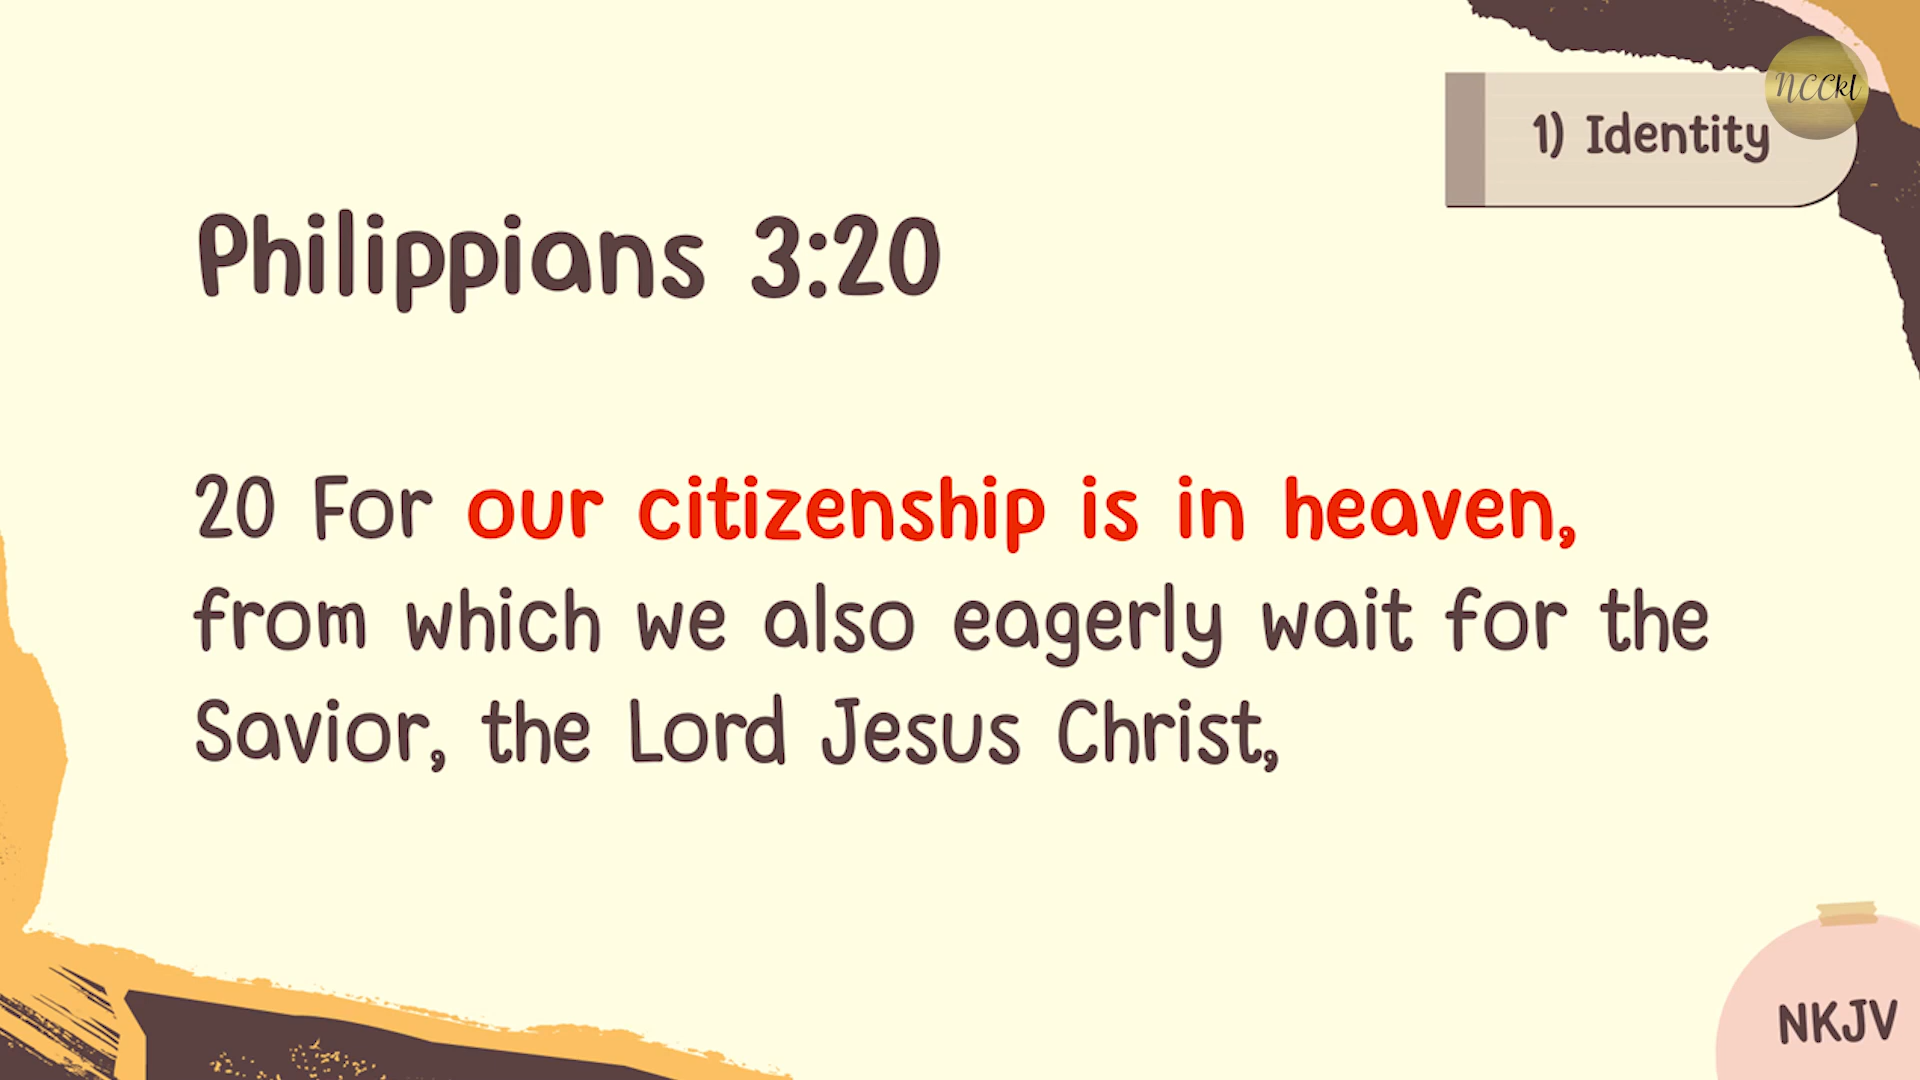 NCCkl
1) Identity
Philippians 3:20
20 For our citizenship is in heaven,
from which we also eagerly wait for the
Savior, the Lord Jesus Christ,
NKJV